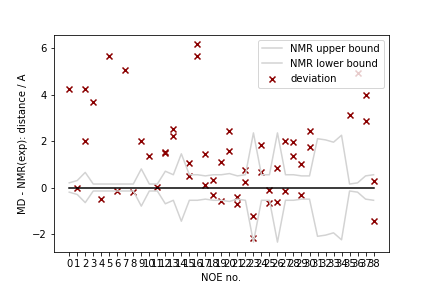 NMR upper bound
NMR lower bound
deviation
MD - NMR(exp): distance / A
6
4
2
0
−2
0 1 2 3 4 5 6 7 8 9 10 11 12 13 14 15 16 17 18 19 20 21 22 23 24 25 26 27 28 29 30 31 32 33 34 35 36 37 38
NOE no.